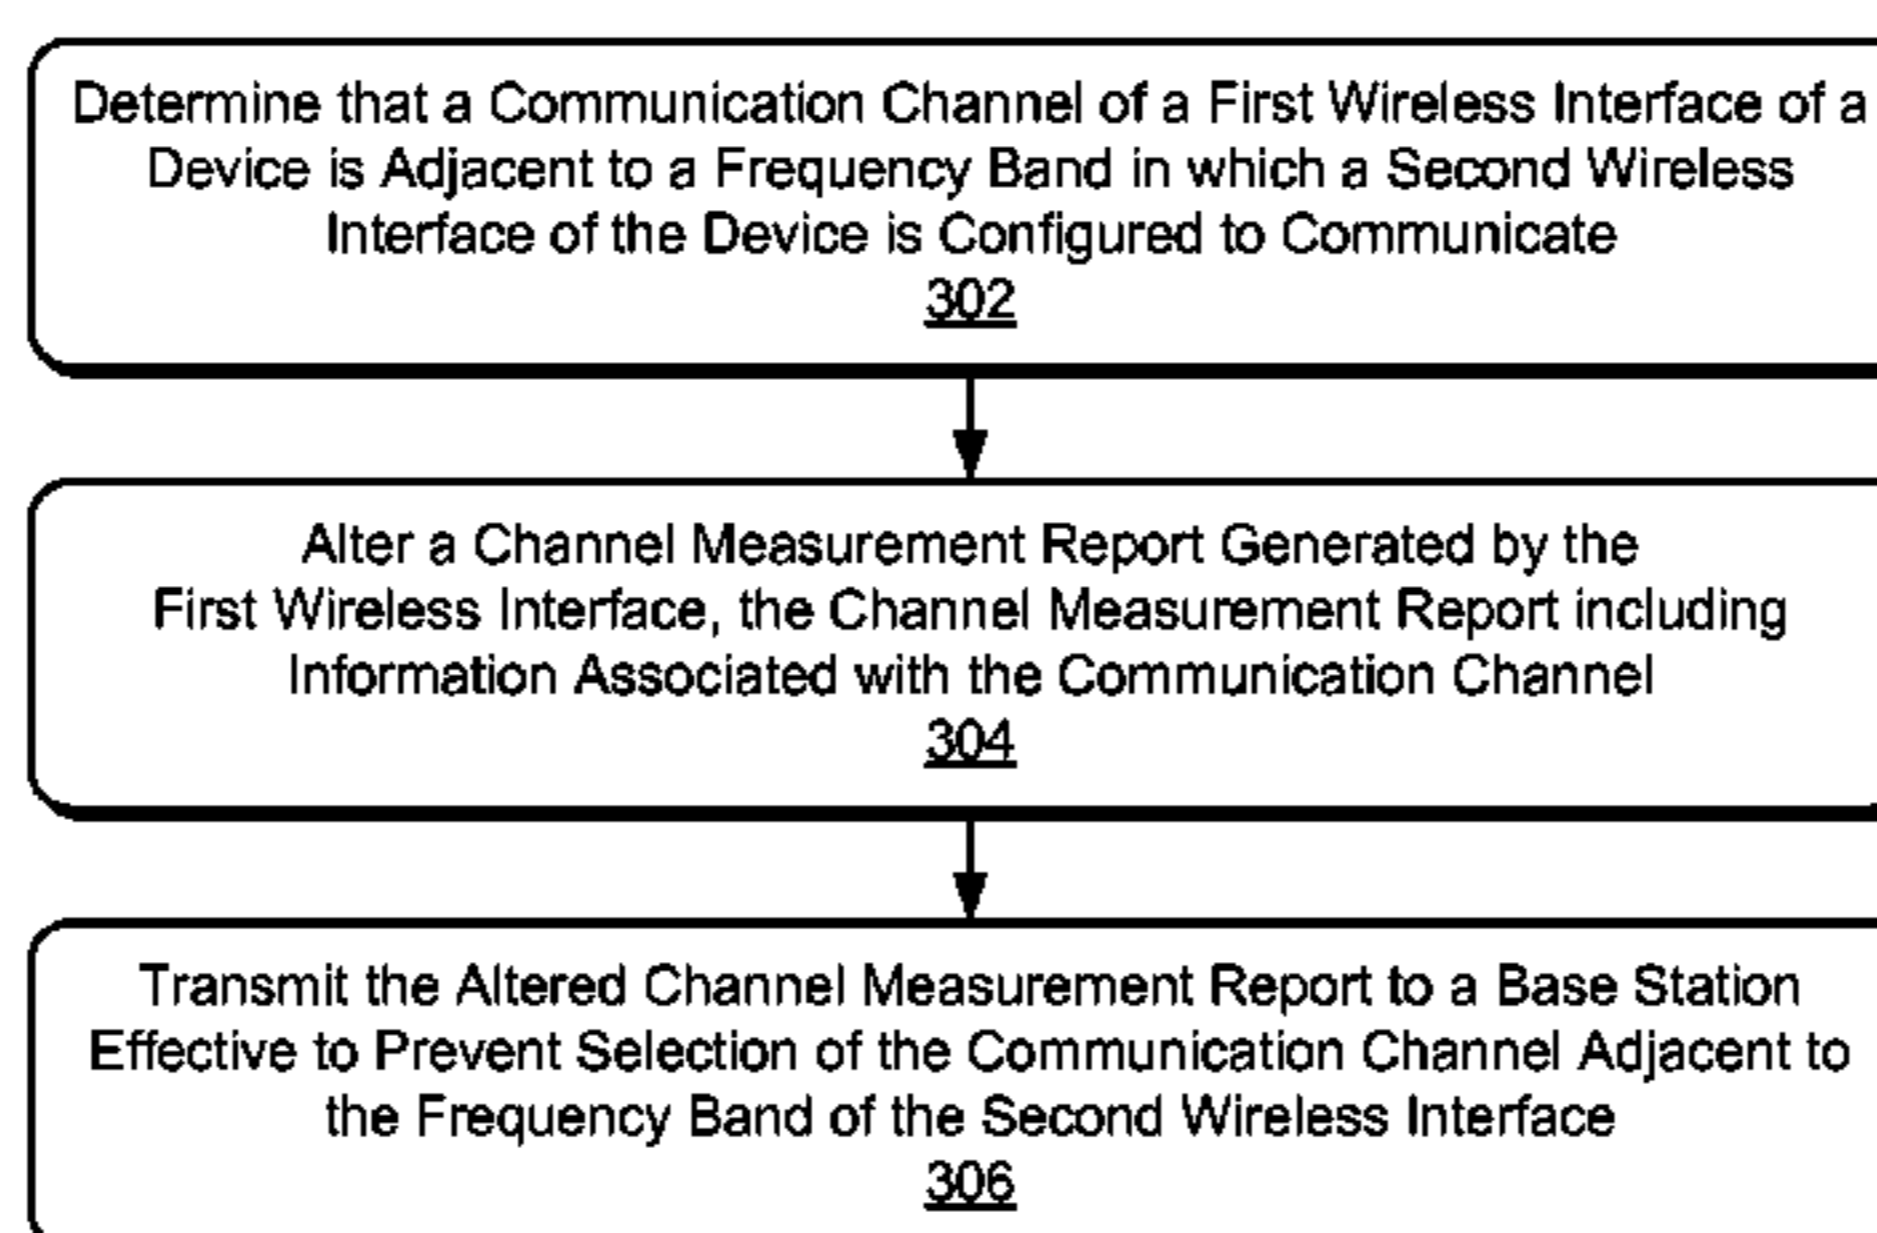 Determine that a Communication Channel of a First Wireless Interface of a
Device is Adjacent to a Frequency Band in which a Second Wireless
Interface of the Device is Configured to Communicate
302
Alter a Channel Measurement Report Generated by the
First Wireless Interface, the Channel Measurement Report including
Information Associated with the Communication Channel
304
Transmit the Altered Channel Measurement Report to a Base Station
Effective to Prevent Selection of the Communication Channel Adjacent to
the Frequency Band of the Second Wireless Interface
306